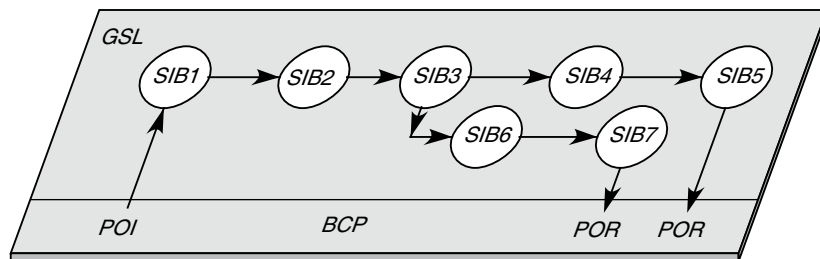 GSL
SIB1 SIB2 SIB3 SIB4 SIB5
SIB6 SIB7
POI BCP POR POR